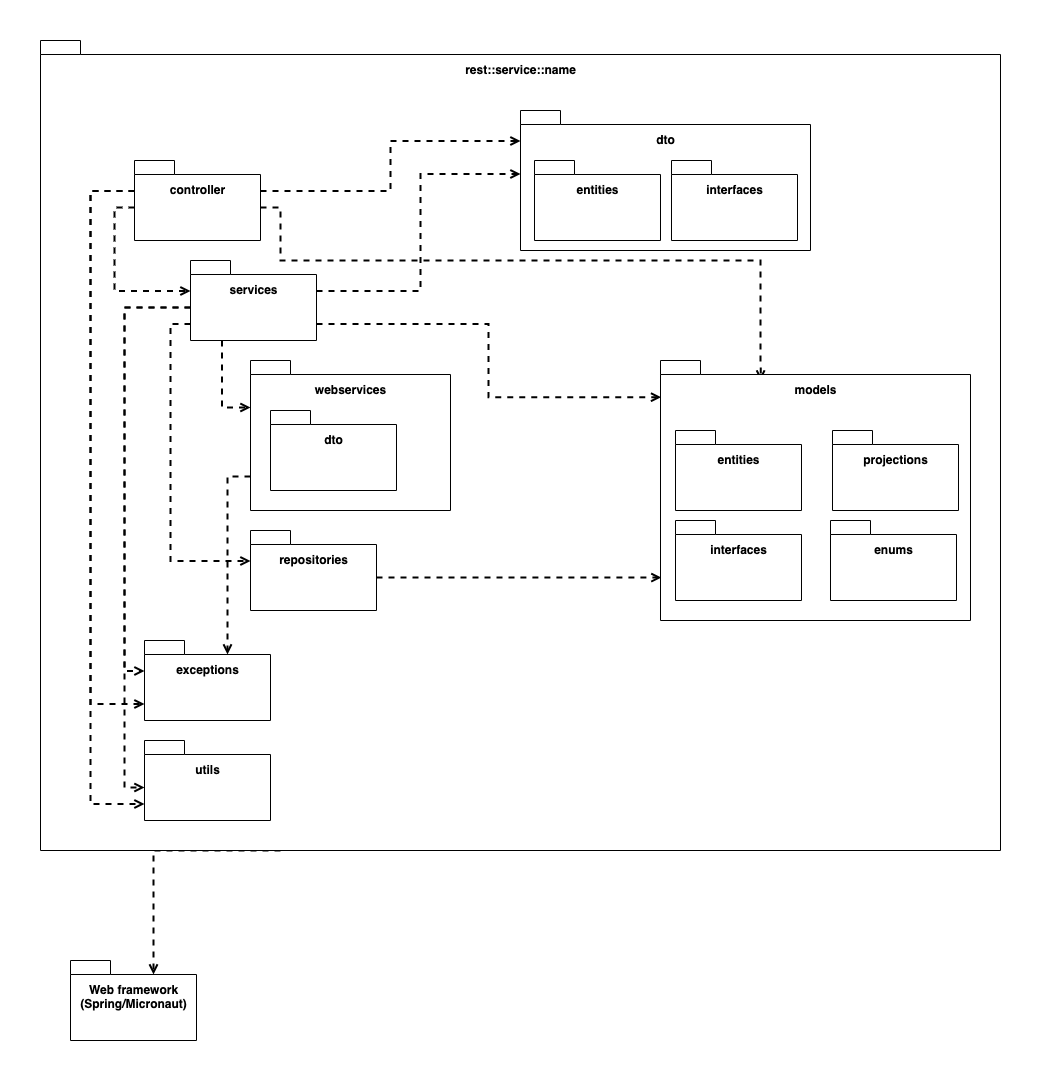 rest::service::name
dto
controller
entities
interfaces
services
webservices
models
dto
entities
projections
repositories
interfaces
enums
exceptions
utils
Web framework
(Spring/Micronaut)